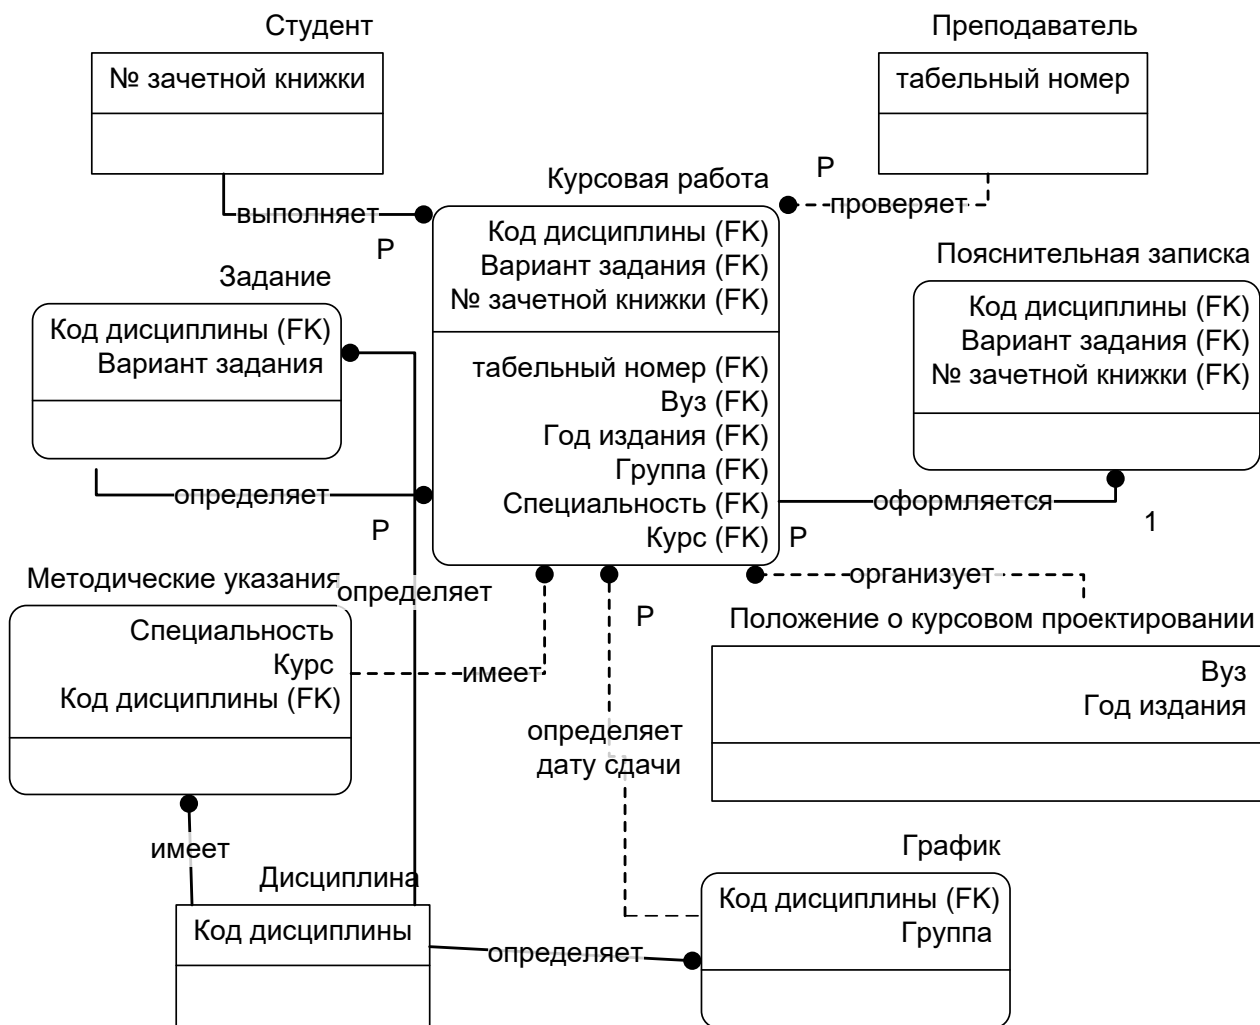 Студент
№ зачетной книжки
Преподаватель
табельный номер
выполняет
Р
Р
проверяет
Курсовая работа
Код дисциплины (FK)
Вариант задания (FK)
№ зачетной книжки (FK)
табельный номер (FK)
Вуз (FK)
Год издания (FK)
Группа (FK)
Специальность (FK)
Курс (FK)
Задание
Код дисциплины (FK)
Вариант задания
определяет
Р
Пояснительная записка
Код дисциплины (FK)
Вариант задания (FK)
№ зачетной книжки (FK)
оформляется
Р
1
Методические указания
Специальность
Курс
Код дисциплины (FK)
определяет
имеет
Р
организует
Положение о курсовом проектировании
Вуз
Год издания
определяет
дату сдачи
имеет
Дисциплина
Код дисциплины
определяет
График
Код дисциплины (FK)
Группа